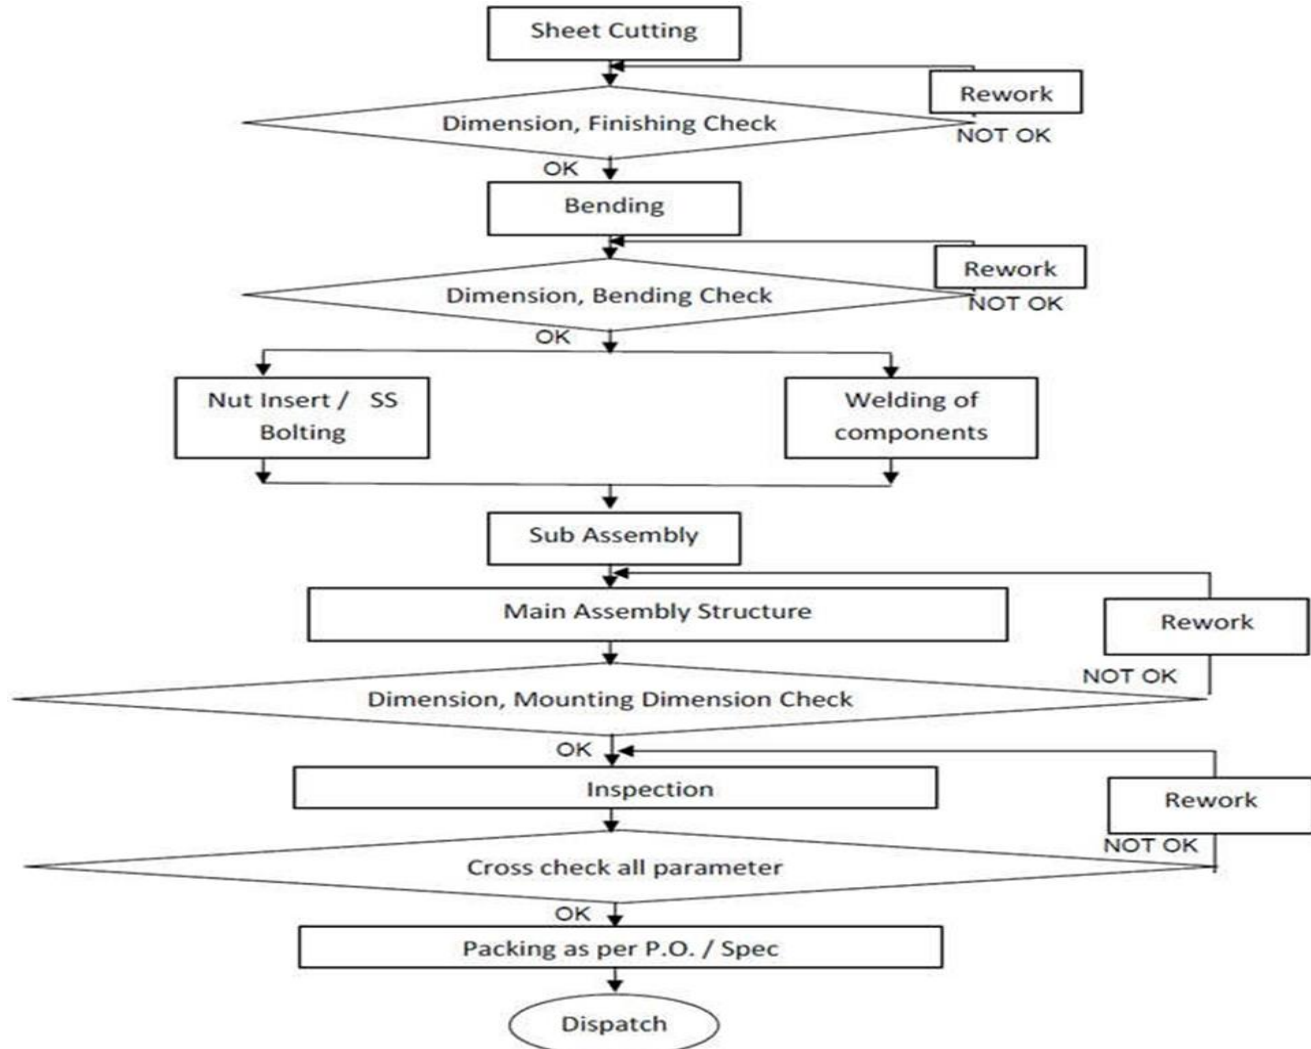 Sheet Cutting
Rework
Dimension, Finishing Check
NOT OK
OK
Bending
Rework
Dimension, Bending Check
NOT OK
OK
Nut Insert / SS
Bolting
Welding of
components
Sub Assembly
Main Assembly Structure
Rework
NOT OK
Dimension, Mounting Dimension Check
OK
Inspection
Rework
NOT OK
Cross check all parameter
OK
Packing as per P.O. / Spec
Dispatch